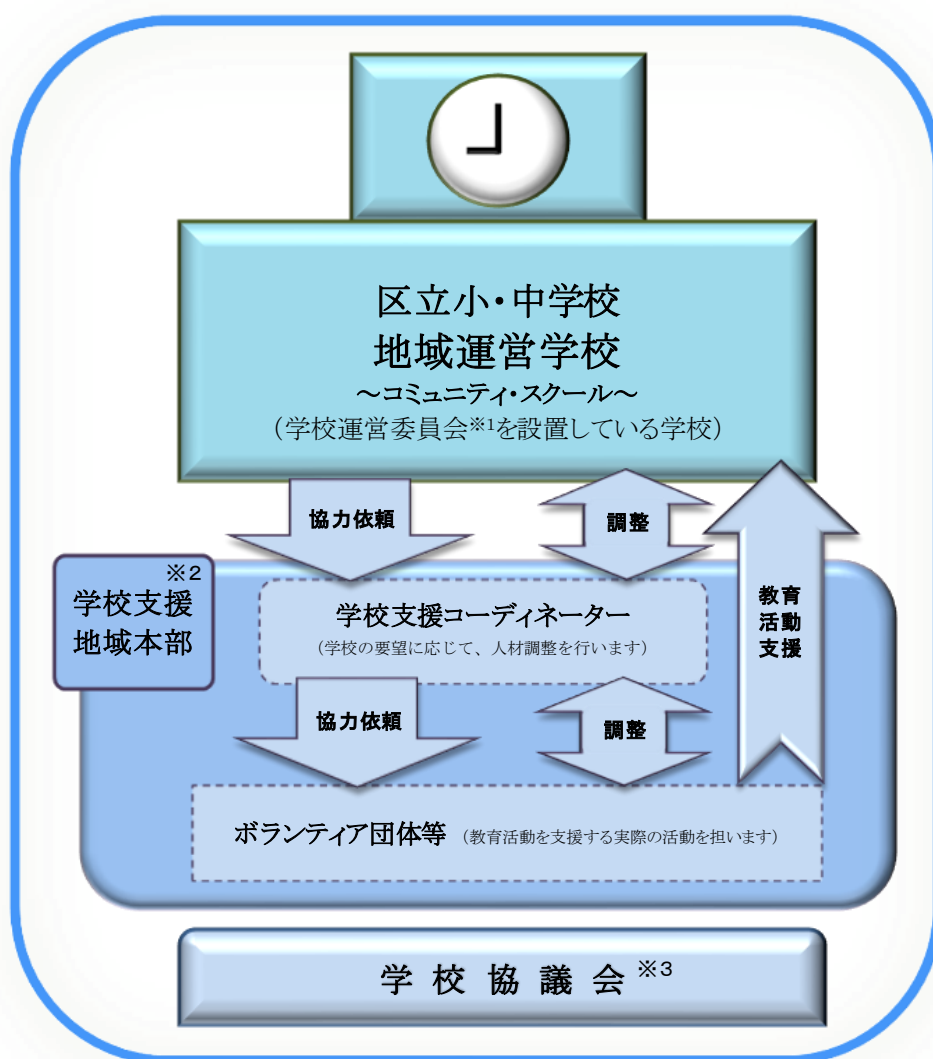 区立小・中学校
地域運営学校
～コミュニティ・スクール～
（学校運営委員会※1を設置している学校）
協力依頼
調整
※2
学校支援
地域本部
学校支援コーディネーター
（学校の要望に応じて、人材調整を行います）
教育
活動
支援
協力依頼
調整
ボランティア団体等 （教育活動を支援する実際の活動を担います）
学校協議会※3